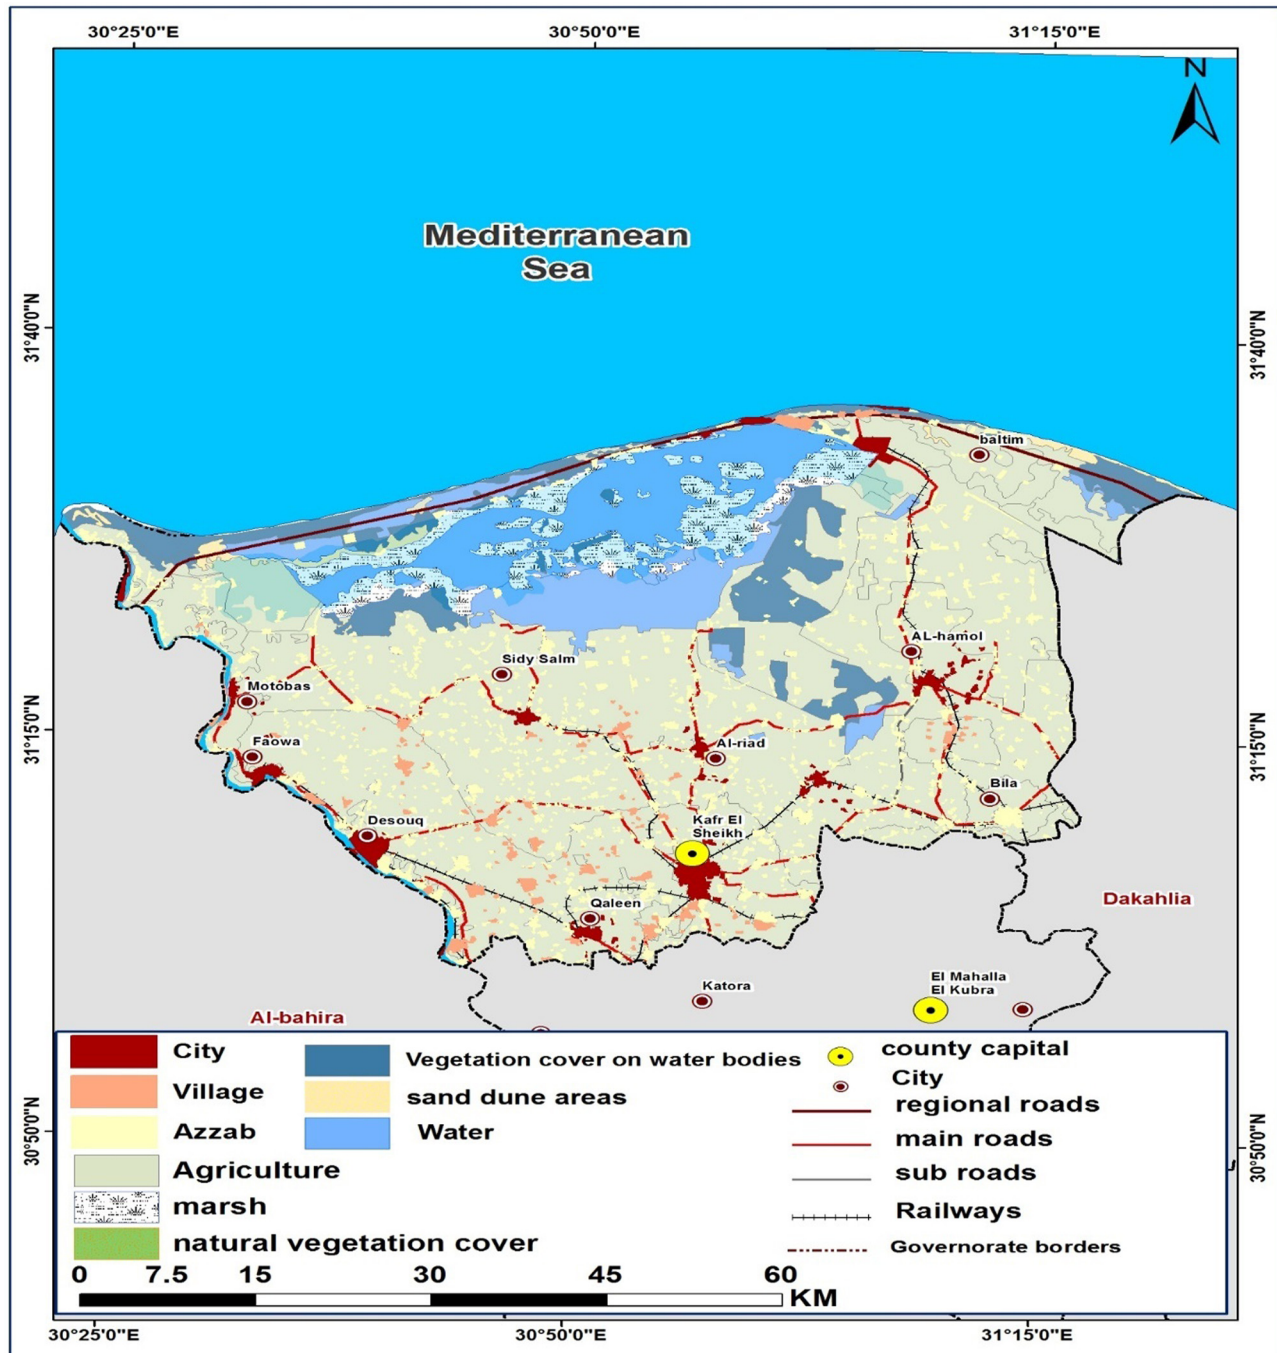 30°25'0"E 30°50'0"E 31°15'0"E
N
Mediterranean
Sea
31°40'0"N
31°40'0"N
baltim
AL-hamol
Sidy Salm
Motobas
31°15'0"N
31°15'0"N
Faowa
Al-riad
Bila
Desouq
Kafr El
Sheikh
Qaleen
Dakahlia
Katora
El Mahalla
El Kubra
Al-bahira
City
Village
Azzab
Agriculture
marsh
natural vegetation cover
Vegetation cover on water bodies
sand dune areas
Water
county capital
City
regional roads
main roads
sub roads
Railways
Governorate borders
30°50'0"N
30°50'0"N
0 7.5 15 30 45 60
KM
30°25'0"E 30°50'0"E 31°15'0"E